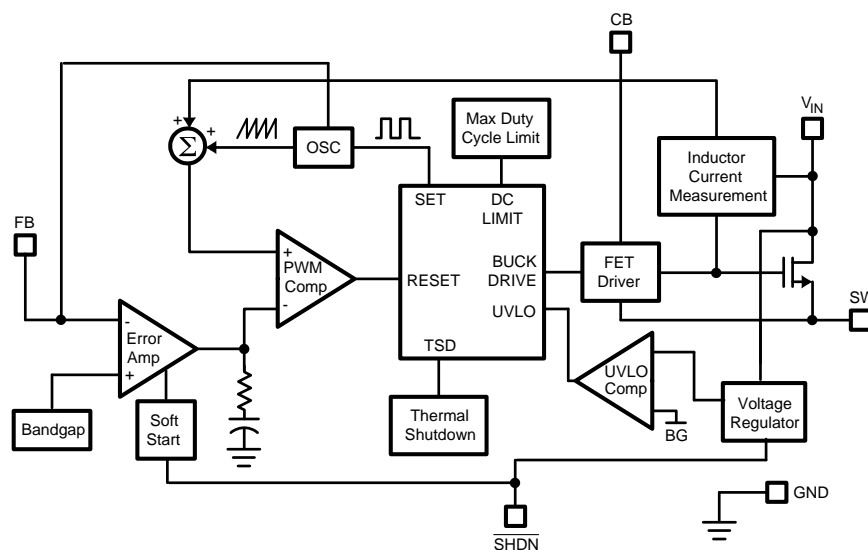 CB
V_IN
+
+
Σ
OSC
Max Duty
Cycle Limit
Inductor
Current
Measurement
FB
SET
DC
LIMIT
+
PWM
Comp
-
RESET
BUCK
DRIVE
FET
Driver
SW
UVLO
-
Error
Amp
+
TSD
UVLO
Comp
Bandgap
Soft
Start
Thermal
Shutdown
BG
Voltage
Regulator
GND
SHDN